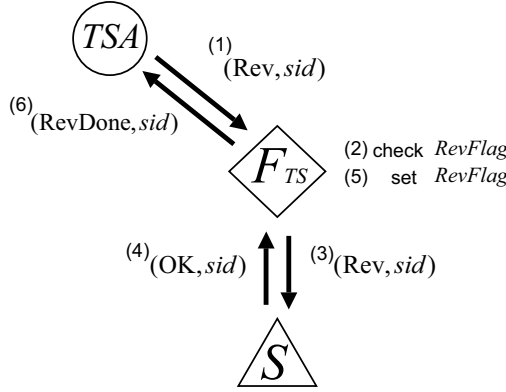 TSA
(1) (Rev, sid)
(6) (RevDone, sid)
F TS
(2) check RevFlag
(5) set RevFlag
(4) (OK, sid)
(3) (Rev, sid)
S